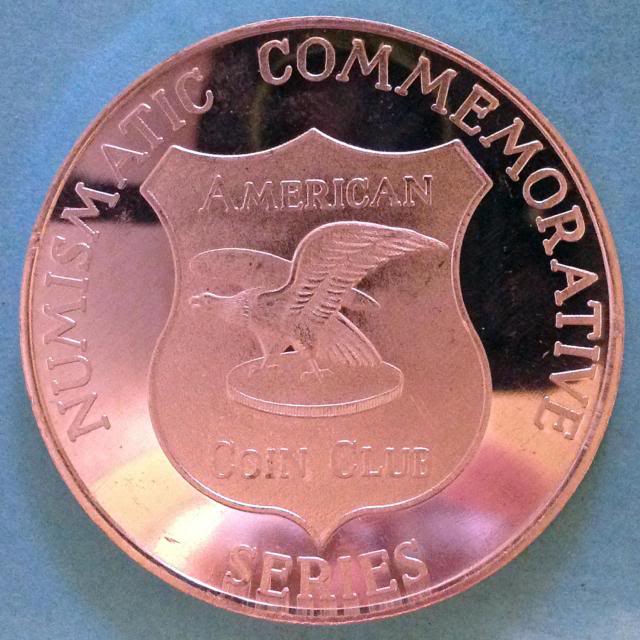 NUMISMATIC COMMEMORATIVE
AMERICAN
COIN CLUB
SERIES